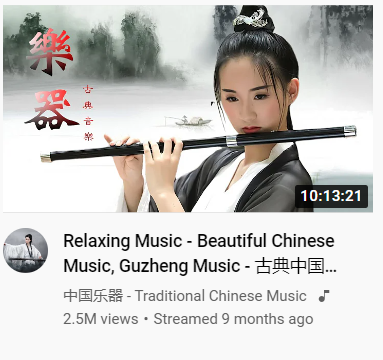 樂器
古典音樂
10:13:21
Relaxing Music - Beautiful Chinese
Music, Guzheng Music - 古典中国...
中国乐器 - Traditional Chinese Music
2.5M views • Streamed 9 months ago